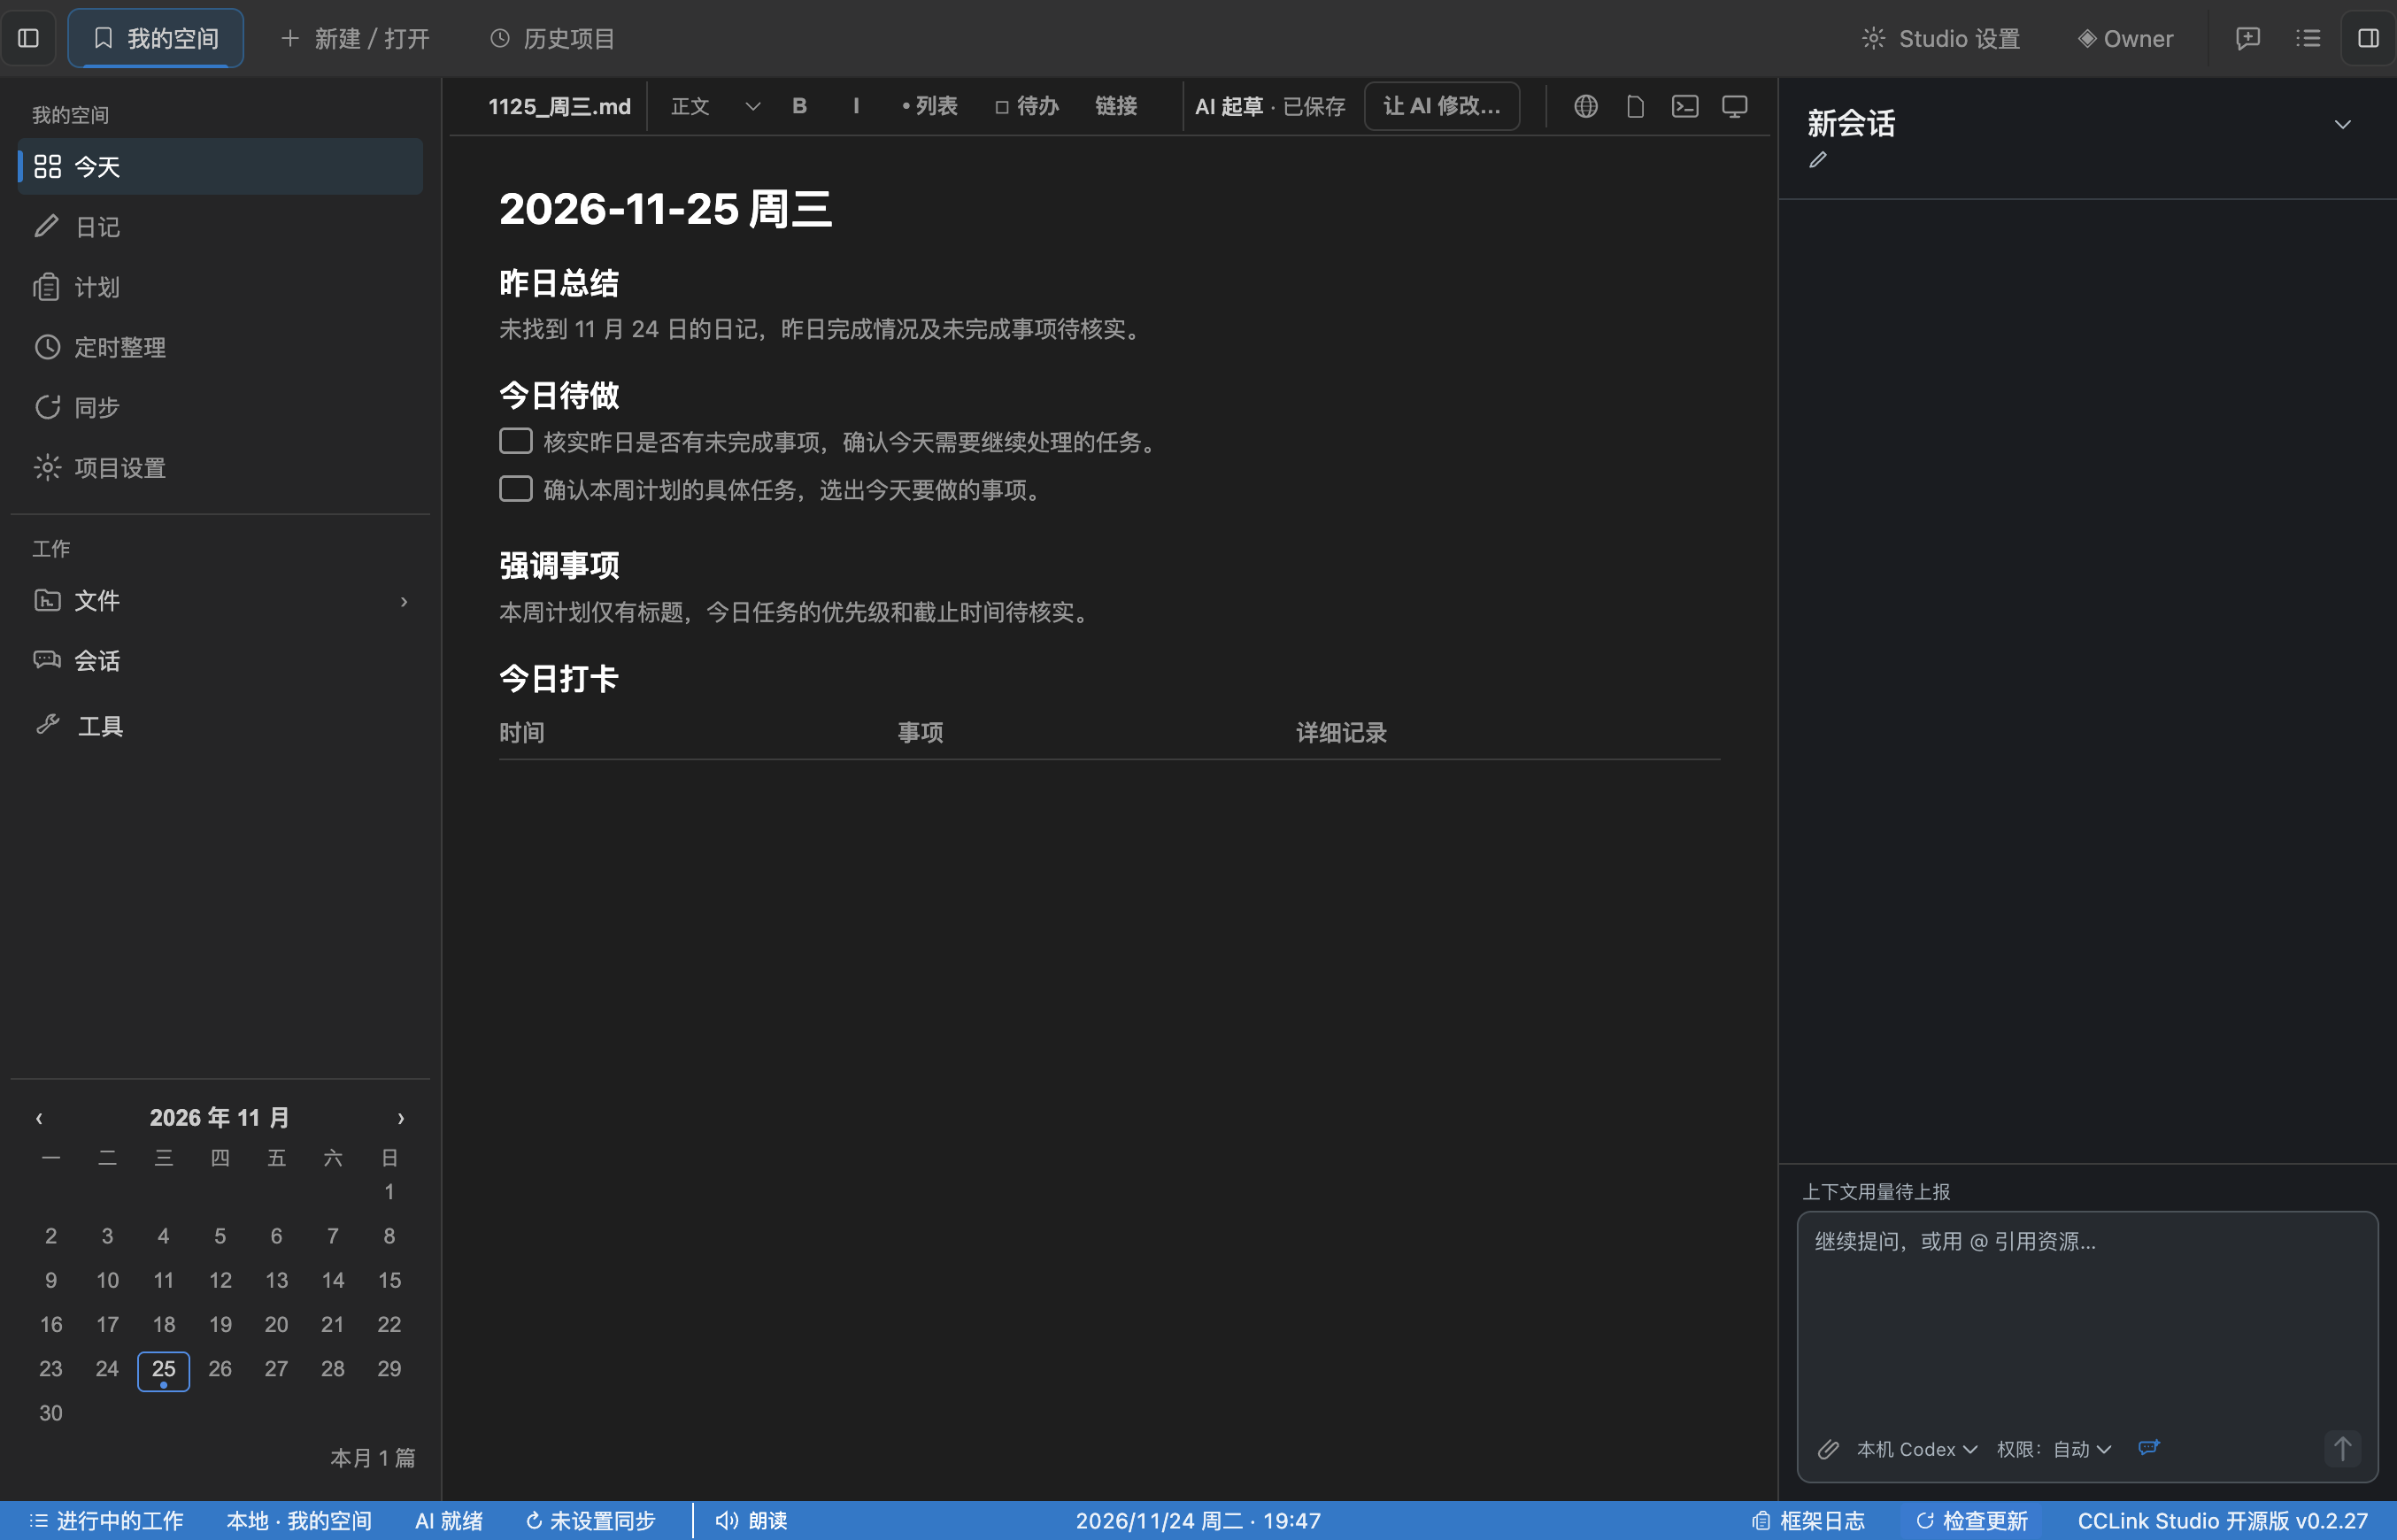 我的空间
新建 / 打开
历史项目
Studio 设置
Owner
我的空间
今天
日记
计划
定时整理
同步
项目设置
工作
文件
会话
工具
2026 年 11 月
一 二 三 四 五 六 日
1
2 3 4 5 6 7 8
9 10 11 12 13 14 15
16 17 18 19 20 21 22
23 24 25 26 27 28 29
30
本月 1 篇
1125_周三.md
正文
B
I
• 列表
待办
链接
AI 起草 · 已保存
让 AI 修改...
2026-11-25 周三
昨日总结
未找到 11 月 24 日的日记，昨日完成情况及未完成事项待核实。
今日待做
核实昨日是否有未完成事项，确认今天需要继续处理的任务。
确认本周计划的具体任务，选出今天要做的事项。
强调事项
本周计划仅有标题，今日任务的优先级和截止时间待核实。
今日打卡
时间 事项 详细记录
新会话
上下文用量待上报
继续提问，或用 @ 引用资源...
本机 Codex
权限：自动
进行中的工作
本地 · 我的空间
AI 就绪
未设置同步
朗读
2026/11/24 周二 · 19:47
框架日志
检查更新
CCLink Studio 开源版 v0.2.27